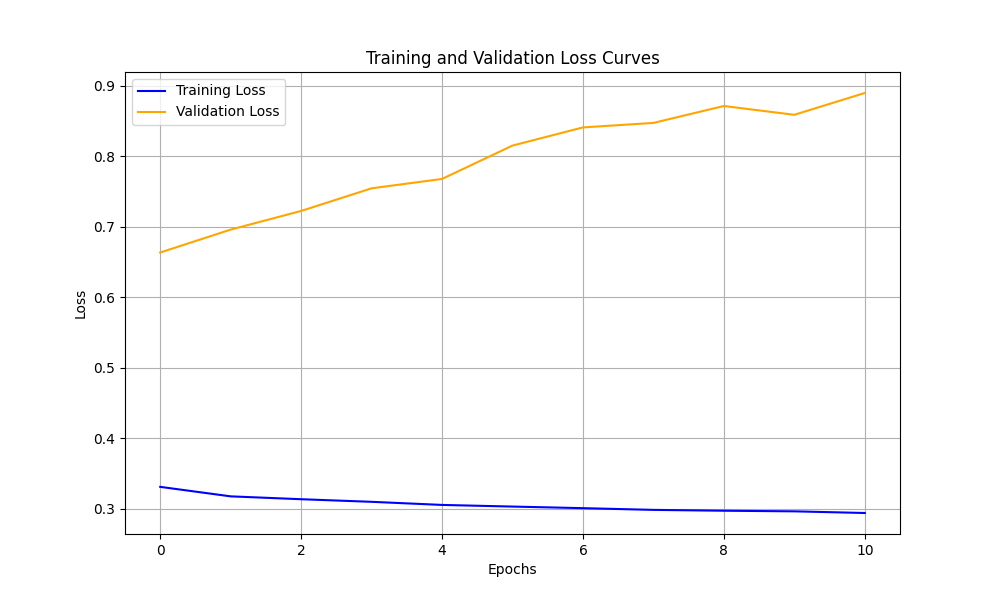 Training and Validation Loss Curves
Training Loss
Validation Loss
Loss
0.9
0.8
0.7
0.6
0.5
0.4
0.3
0 2 4 6 8 10
Epochs